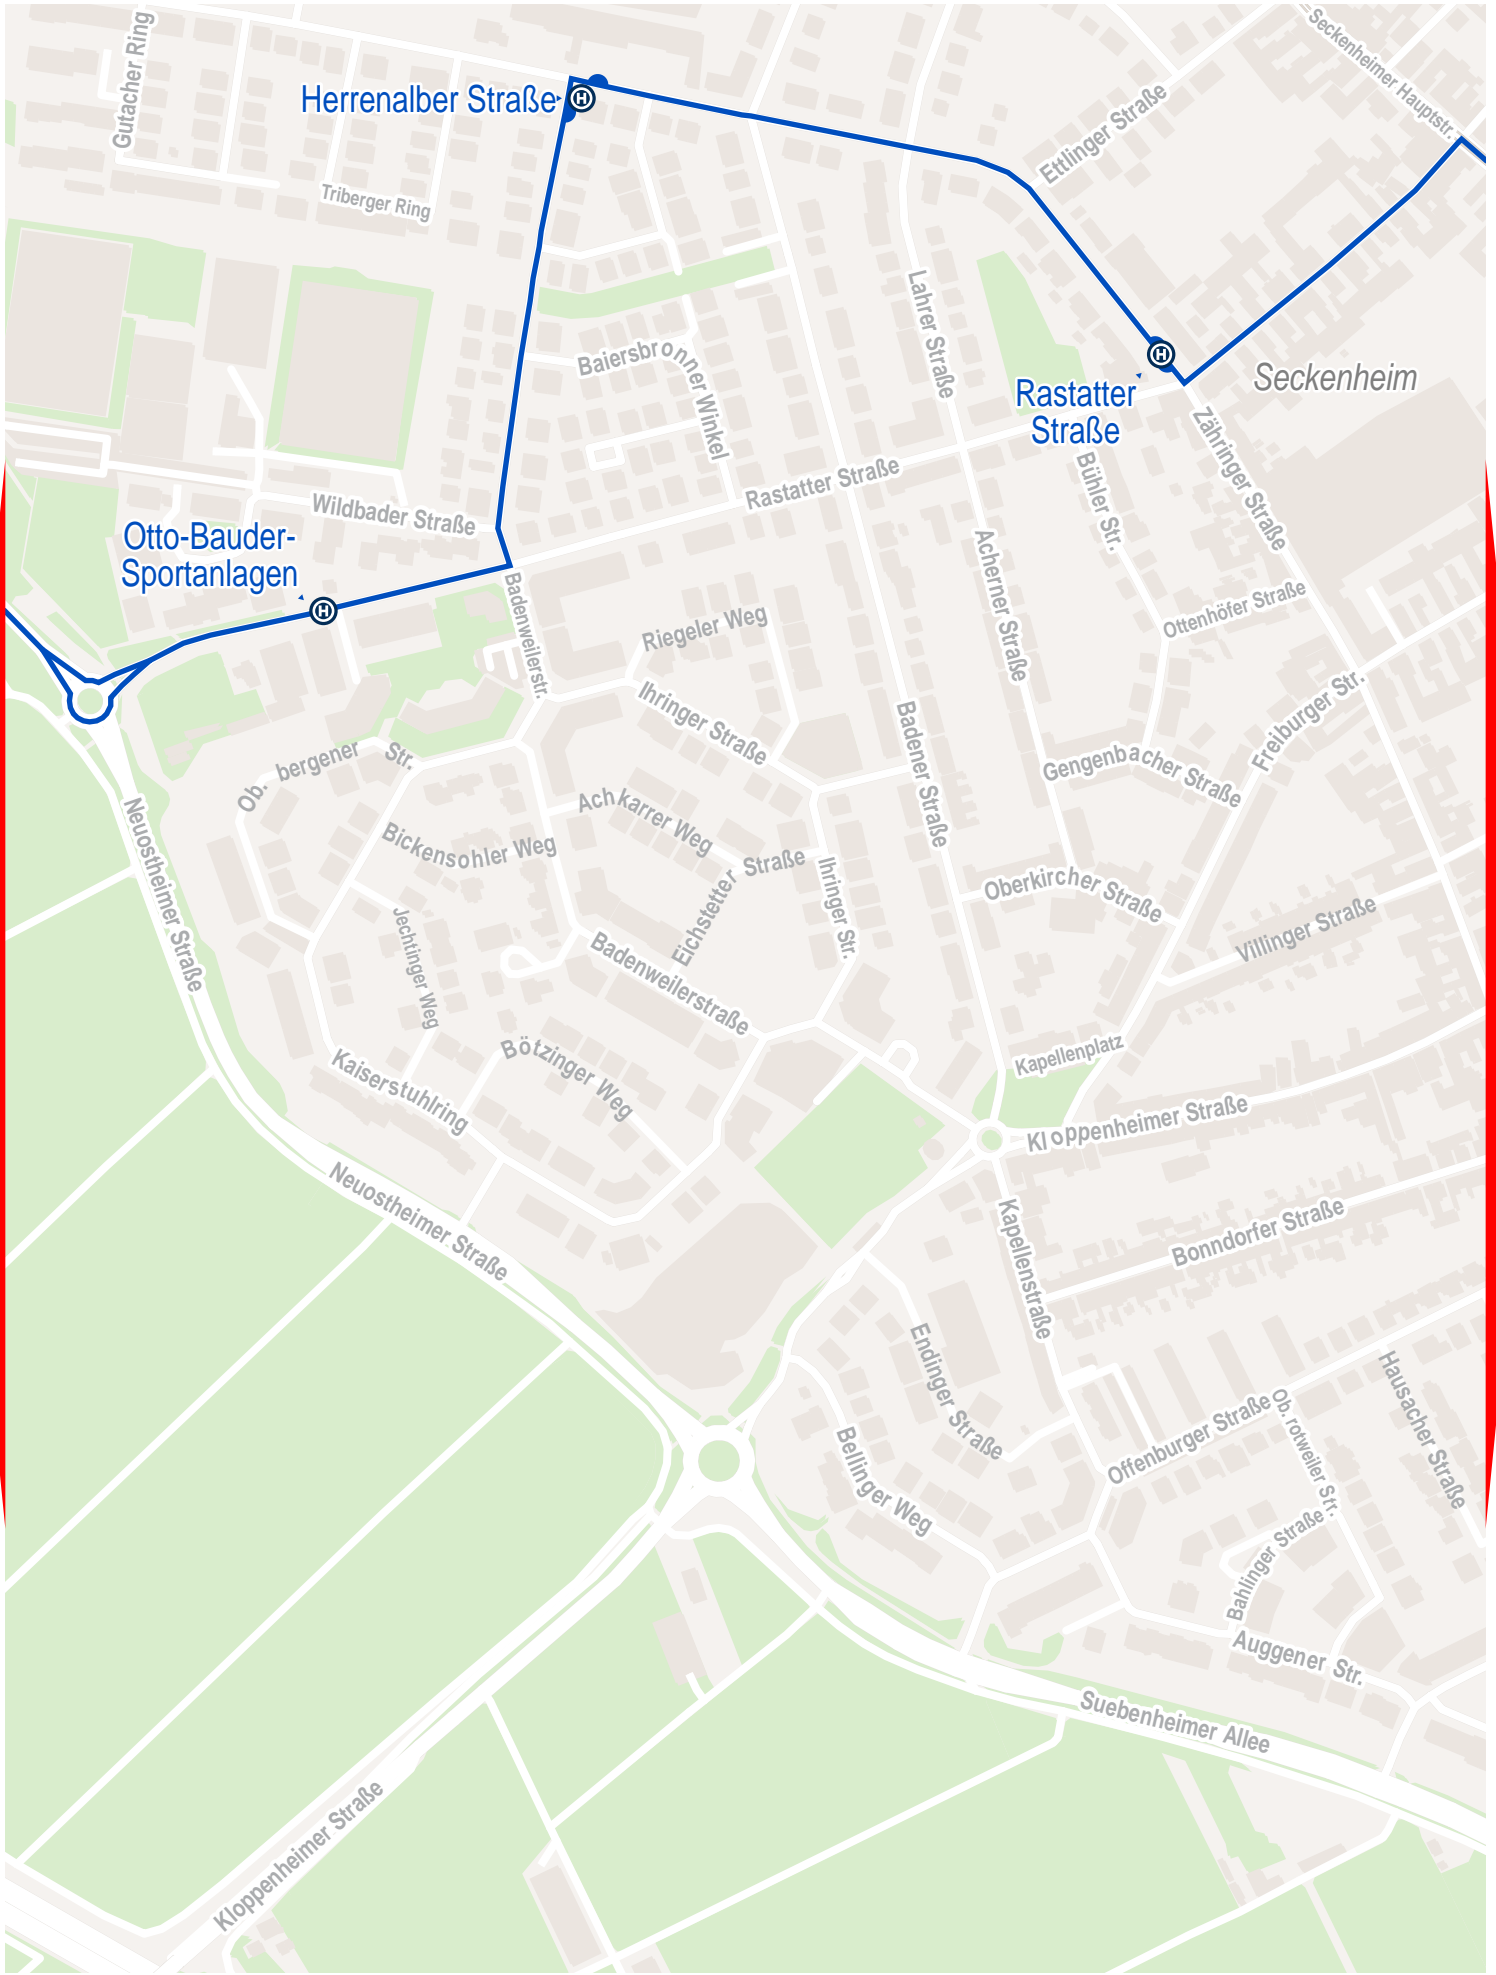 Seckenheimer Hauptstr.
Gutacher Ring
Herrenalber Straße
H
Ettlinger Straße
Triberger Ring
Lahrer Straße
Baiersbronner Winkel
H
Rastatter
Straße
Seckenheim
Zähringer Straße
Rastatter Straße
Bühler Str.
Wildbader Straße
Otto-Bauder-
Sportanlagen
H
Acherner Straße
Badenweilerstr.
Ottenhöfer Straße
Riegeler Weg
Ihringer Straße
Badener Straße
Freiburger Str.
Gengenbacher Straße
Ob. bergener Str.
Neuostheimer Straße
Achkarrer Weg
Bickensohler Weg
Eichstetter Straße
Ihringer Str.
Oberkircher Straße
Villinger Straße
Jechtinger Weg
Badenweilerstraße
Bötzinger Weg
Kapellenplatz
Kaiserstuhlring
Kloppenheimer Straße
Neuostheimer Straße
Kapellenstraße
Bonndorfer Straße
Endinger Straße
Hausacher Straße
Offenburger Straße
Ob. rotweiler Str.
Bellinger Weg
Bahlinger Straße
Auggener Str.
Suebenheimer Allee
Kloppenheimer Straße